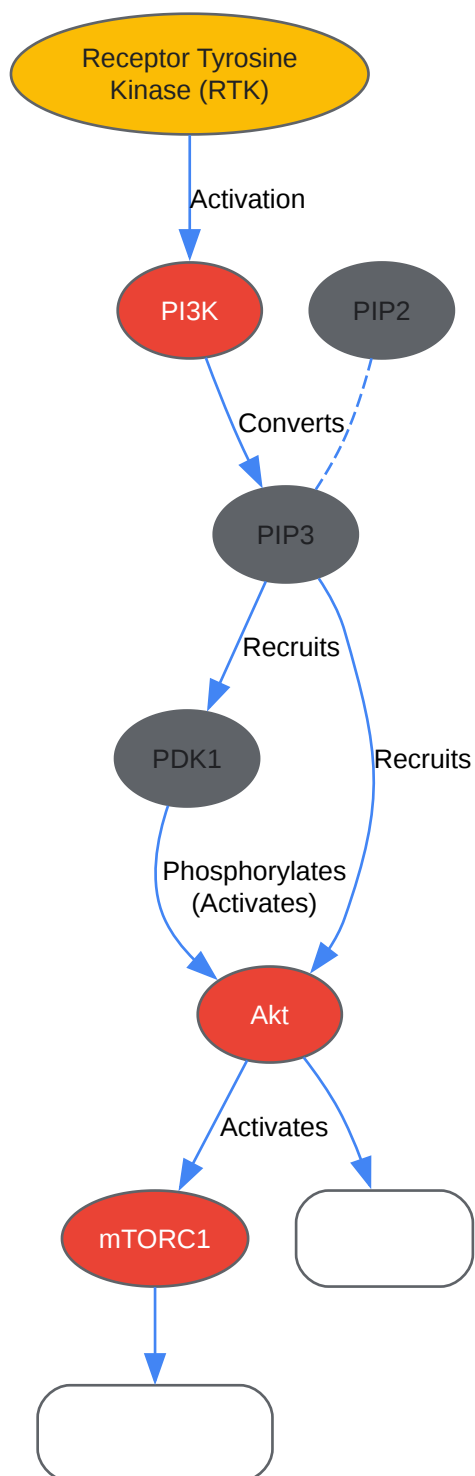 Receptor Tyrosine
Kinase (RTK)
Activation
PI3K
PIP2
Converts
PIP3
Recruits
PDK1
Recruits
Phosphorylates
(Activates)
Akt
Activates
mTORC1